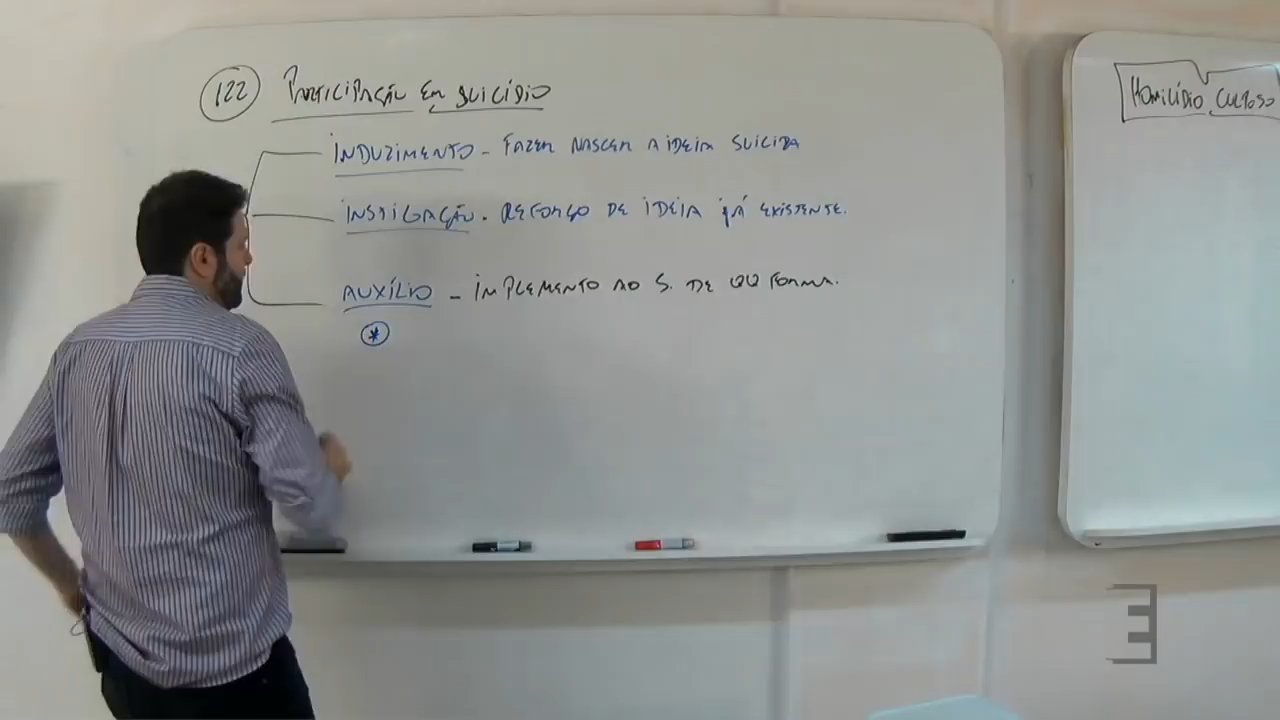 122 PARTICIPAÇÃO EM SUICÍDIO
INDUZIMENTO - FAZER NASCER A IDEIA SUICIDA
INSTIGAÇÃO - REFORÇO DE IDEIA JÁ EXISTENTE.
AUXÍLIO - IMPLEMENTO AO S. DE QQ FORMA.
*
HOMICÍDIO CULPOSO